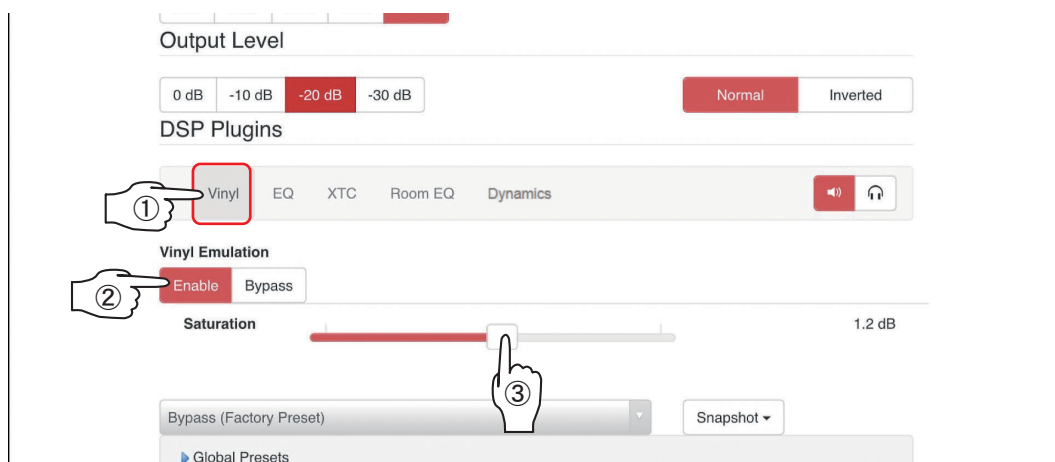 Output Level
0 dB -10 dB -20 dB -30 dB Normal Inverted
DSP Plugins
① Vinyl EQ XTC Room EQ Dynamics
Vinyl Emulation
② Enable Bypass
Saturation 1.2 dB
③
Bypass (Factory Preset) Snapshot
Global Presets